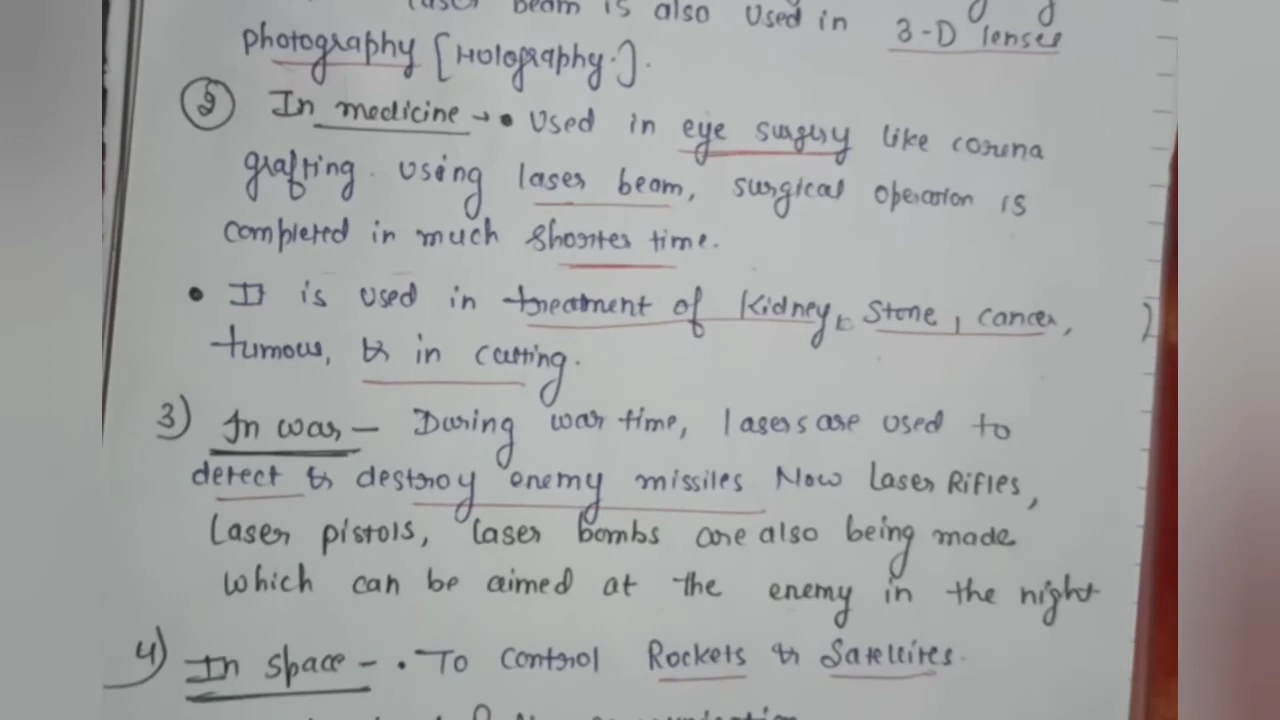 laser beam is also used in 3-D lenses
photography [Holography.].
② In medicine → • Used in eye surgery like corena
grafting. using laser beam, surgical operation is
completed in much shorter time.
• It is used in treatment of Kidney, stone, cancer,
tumour, & in cutting.
3) In war - During war time, lasers are used to
detect & destroy enemy missiles Now Laser Rifles,
Laser pistols, laser bombs are also being made
which can be aimed at the enemy in the night
4) In space - • To control Rockets & Satellites.